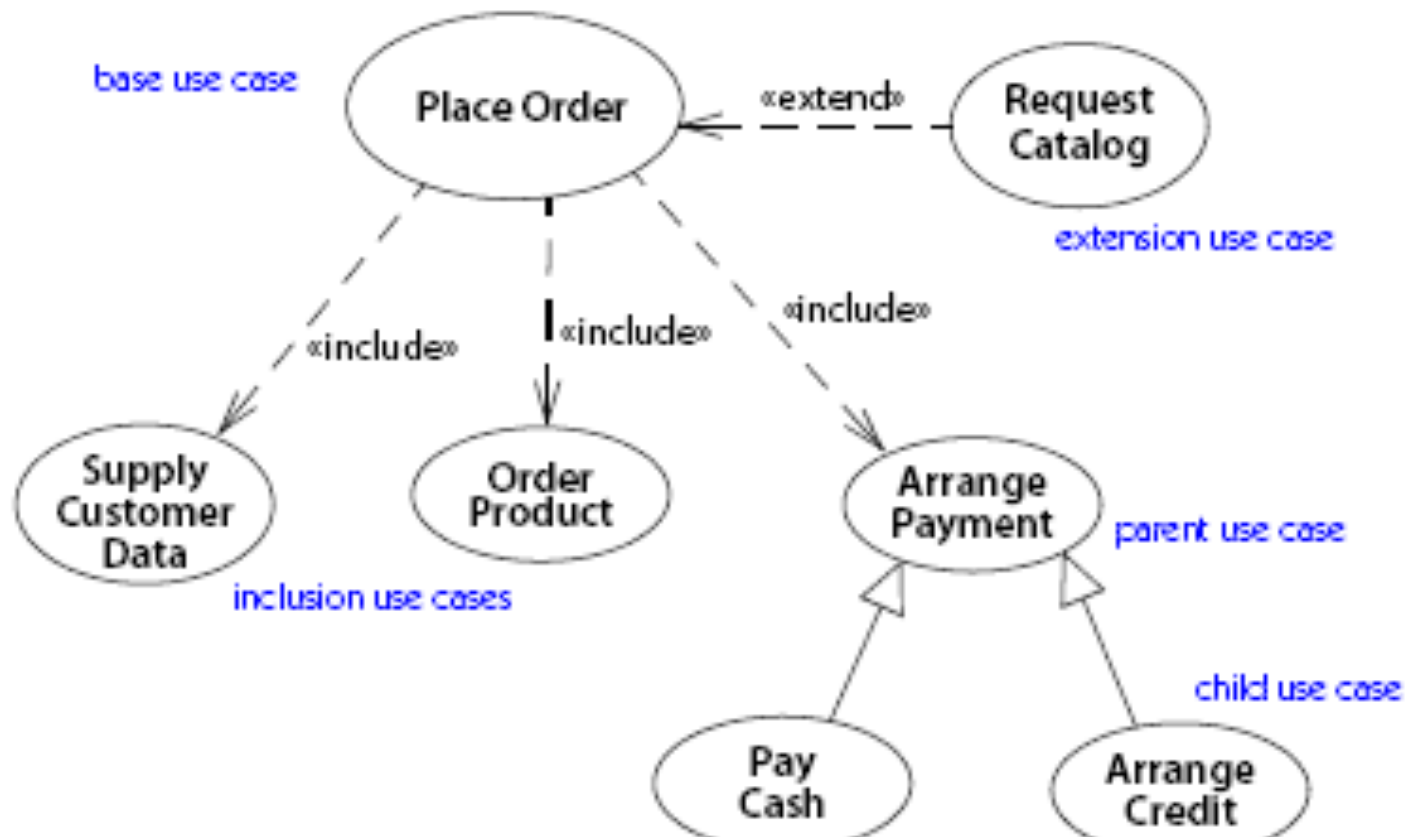 base use case
Place Order
«extend»
Request
Catalog
extension use case
«include»
«include»
«include»
Supply
Customer
Data
Order
Product
Arrange
Payment
parent use case
inclusion use cases
child use case
Pay
Cash
Arrange
Credit